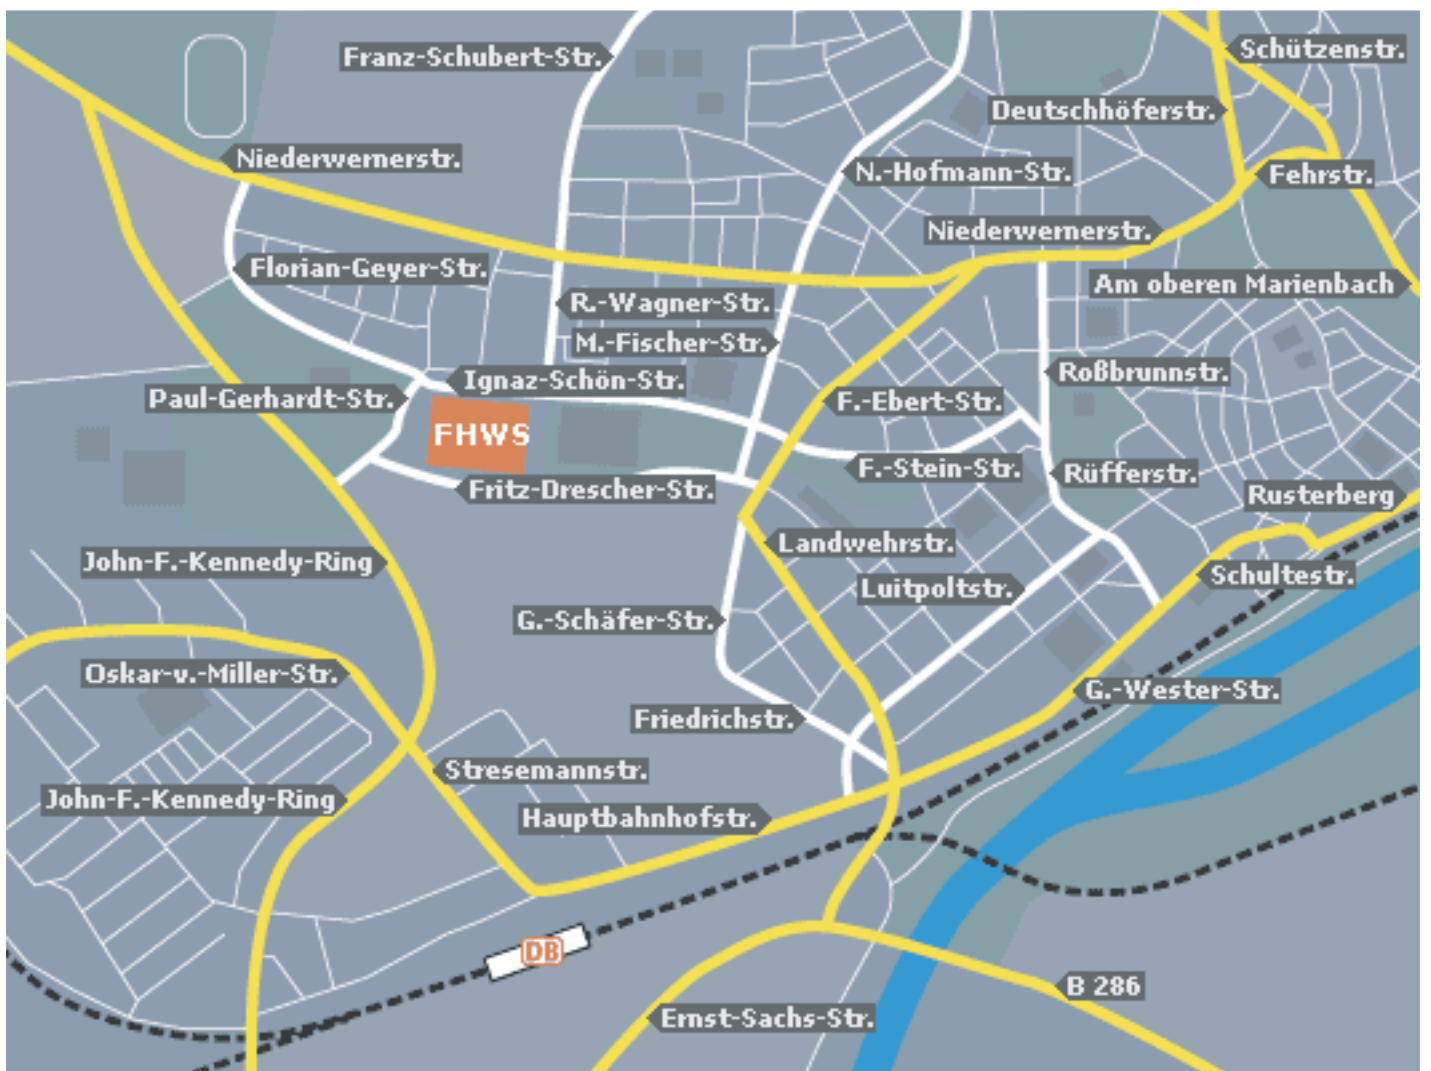 Schützenstr.
Franz-Schubert-Str.
Deutschhöferstr.
Niederwernerstr.
N.-Hofmann-Str.
Fehrstr.
Niederwernerstr.
Florian-Geyer-Str.
Am oberen Marienbach
R.-Wagner-Str.
M.-Fischer-Str.
Roßbrunnstr.
Ignaz-Schön-Str.
Paul-Gerhardt-Str.
F.-Ebert-Str.
FHWS
F.-Stein-Str.
Rüfferstr.
Fritz-Drescher-Str.
Rusterberg
Landwehrstr.
John-F.-Kennedy-Ring
Schultestr.
Luitpoltstr.
G.-Schäfer-Str.
Oskar-v.-Miller-Str.
G.-Wester-Str.
Friedrichstr.
Stresemannstr.
John-F.-Kennedy-Ring
Hauptbahnhofstr.
DB
B 286
Ernst-Sachs-Str.